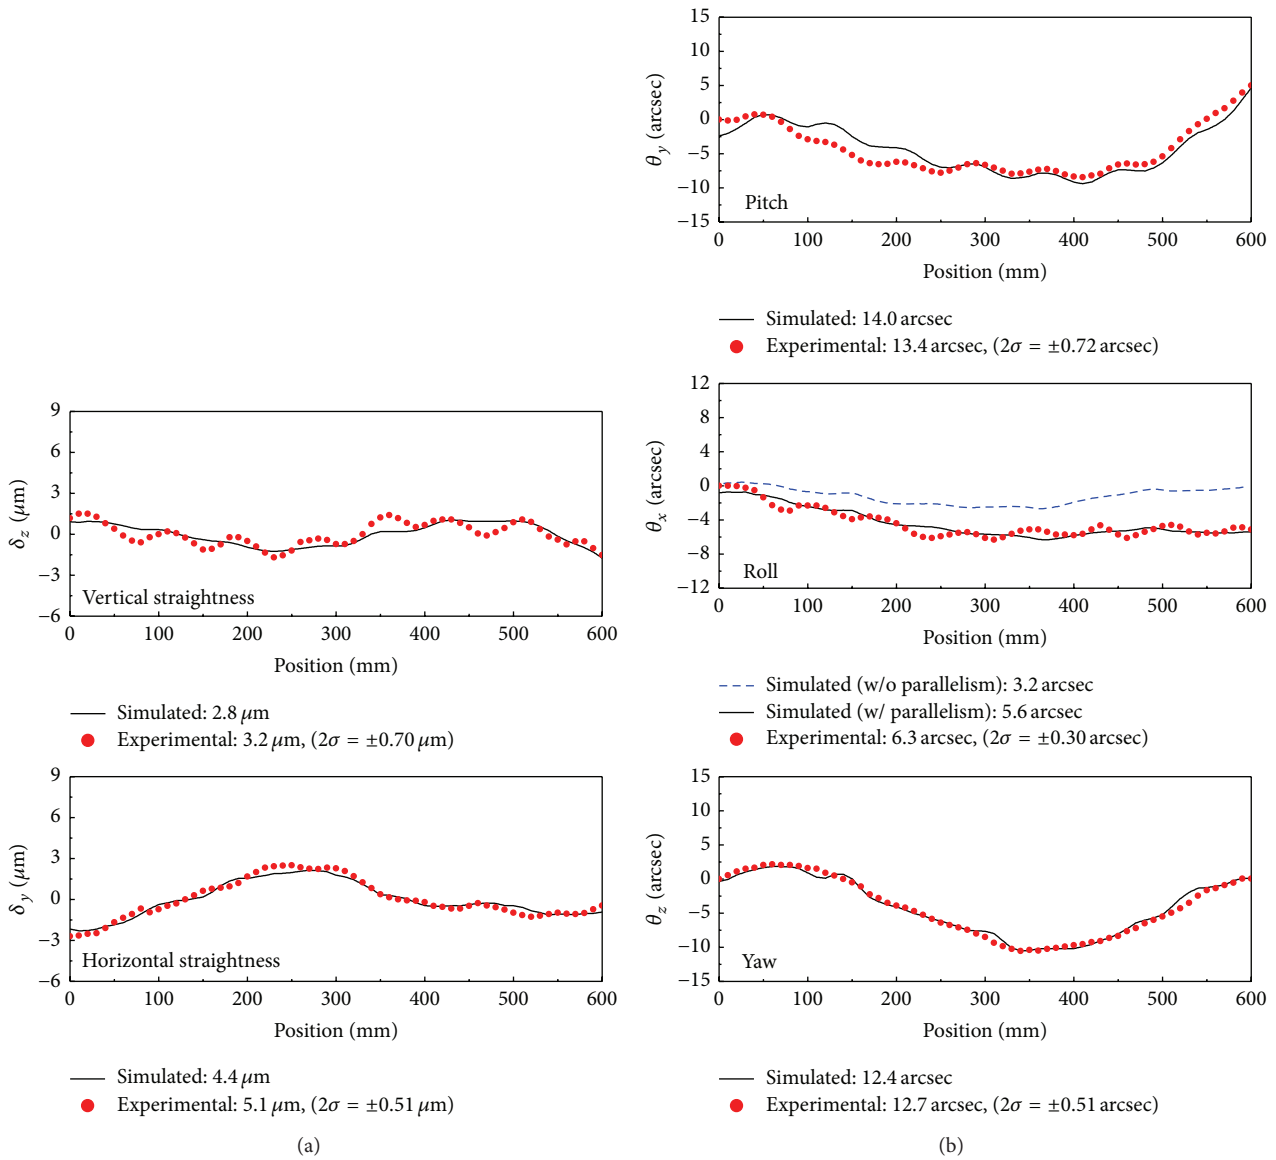 9
6
3
0
−3
−6
δz (μm)
Vertical straightness
0 100 200 300 400 500 600
Position (mm)
Simulated: 2.8 μm
Experimental: 3.2 μm, (2σ = ±0.70 μm)
9
6
3
0
−3
−6
δy (μm)
Horizontal straightness
0 100 200 300 400 500 600
Position (mm)
Simulated: 4.4 μm
Experimental: 5.1 μm, (2σ = ±0.51 μm)
(a)
15
10
5
0
−5
−10
−15
θy (arcsec)
Pitch
0 100 200 300 400 500 600
Position (mm)
Simulated: 14.0 arcsec
Experimental: 13.4 arcsec, (2σ = ±0.72 arcsec)
12
8
4
0
−4
−8
−12
θx (arcsec)
Roll
0 100 200 300 400 500 600
Position (mm)
Simulated (w/o parallelism): 3.2 arcsec
Simulated (w/ parallelism): 5.6 arcsec
Experimental: 6.3 arcsec, (2σ = ±0.30 arcsec)
15
10
5
0
−5
−10
−15
θz (arcsec)
Yaw
0 100 200 300 400 500 600
Position (mm)
Simulated: 12.4 arcsec
Experimental: 12.7 arcsec, (2σ = ±0.51 arcsec)
(b)